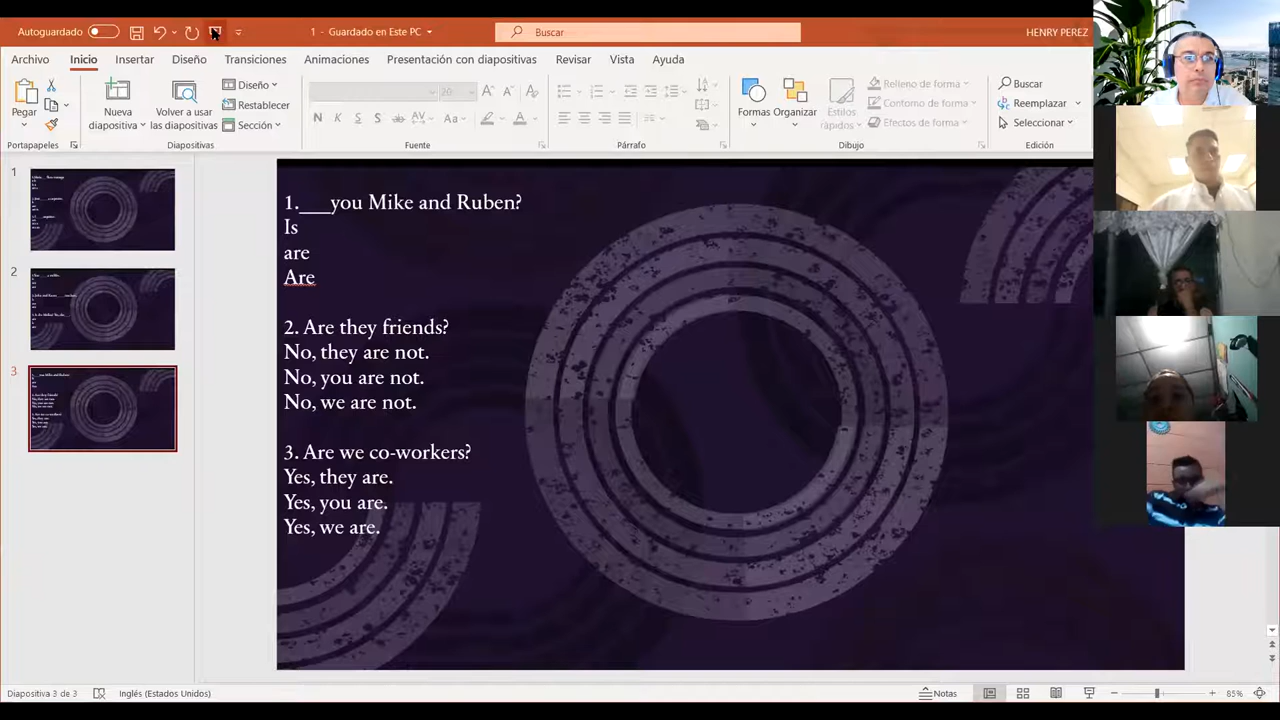 Autoguardado
1 - Guardado en Este PC
Buscar
HENRY PEREZ
Archivo Inicio Insertar Diseño Transiciones Animaciones Presentación con diapositivas Revisar Vista Ayuda
Pegar
Nueva diapositiva
Volver a usar las diapositivas
Diseño
Restablecer
Sección
Formas
Organizar
Estilos rápidos
Relleno de forma
Contorno de forma
Efectos de forma
Buscar
Reemplazar
Seleccionar
Portapapeles Diapositivas Fuente Párrafo Dibujo Edición
1
2
3
1.___you Mike and Ruben?
Is
are
Are
2. Are they friends?
No, they are not.
No, you are not.
No, we are not.
3. Are we co-workers?
Yes, they are.
Yes, you are.
Yes, we are.
Diapositiva 3 de 3
Inglés (Estados Unidos)
Notas
85%